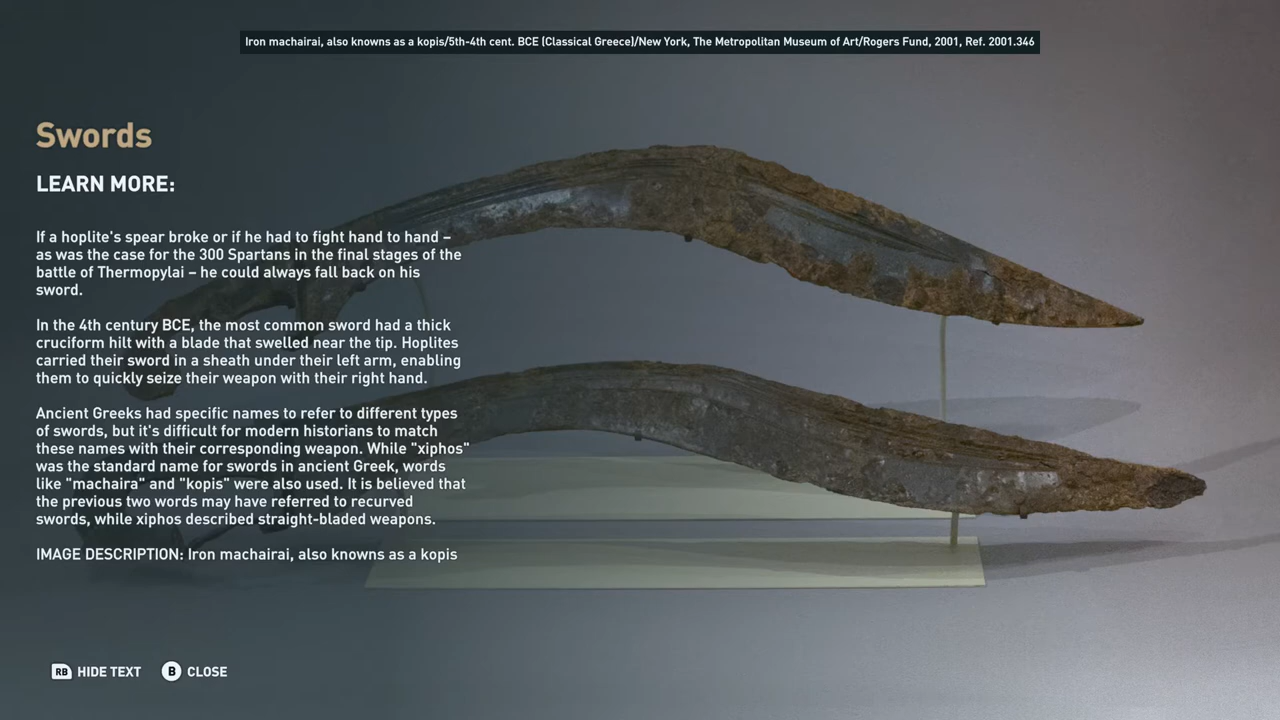 Iron machairai, also knowns as a kopis/5th-4th cent. BCE (Classical Greece)/New York, The Metropolitan Museum of Art/Rogers Fund, 2001, Ref. 2001.346
Swords
LEARN MORE:
If a hoplite's spear broke or if he had to fight hand to hand –
as was the case for the 300 Spartans in the final stages of the
battle of Thermopylai – he could always fall back on his
sword.
In the 4th century BCE, the most common sword had a thick
cruciform hilt with a blade that swelled near the tip. Hoplites
carried their sword in a sheath under their left arm, enabling
them to quickly seize their weapon with their right hand.
Ancient Greeks had specific names to refer to different types
of swords, but it's difficult for modern historians to match
these names with their corresponding weapon. While "xiphos"
was the standard name for swords in ancient Greek, words
like "machaira" and "kopis" were also used. It is believed that
the previous two words may have referred to recurved
swords, while xiphos described straight-bladed weapons.
IMAGE DESCRIPTION: Iron machairai, also knowns as a kopis
RB HIDE TEXT B CLOSE